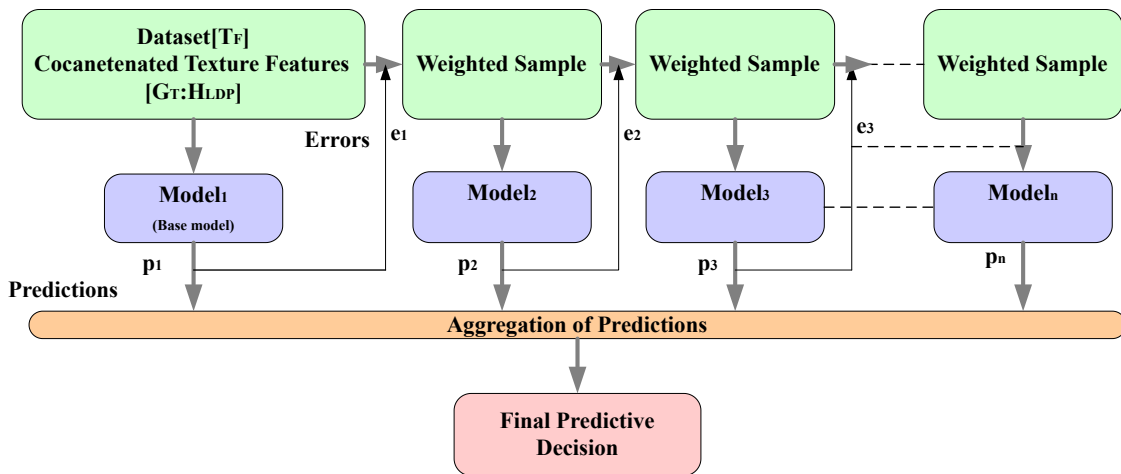 Dataset[TF]
Cocanetenated Texture Features
[GT:HLDP]
Weighted Sample
Weighted Sample
Weighted Sample
Errors
e1
e2
e3
Model1
(Base model)
Model2
Model3
Modeln
p1
p2
p3
pn
Predictions
Aggregation of Predictions
Final Predictive
Decision